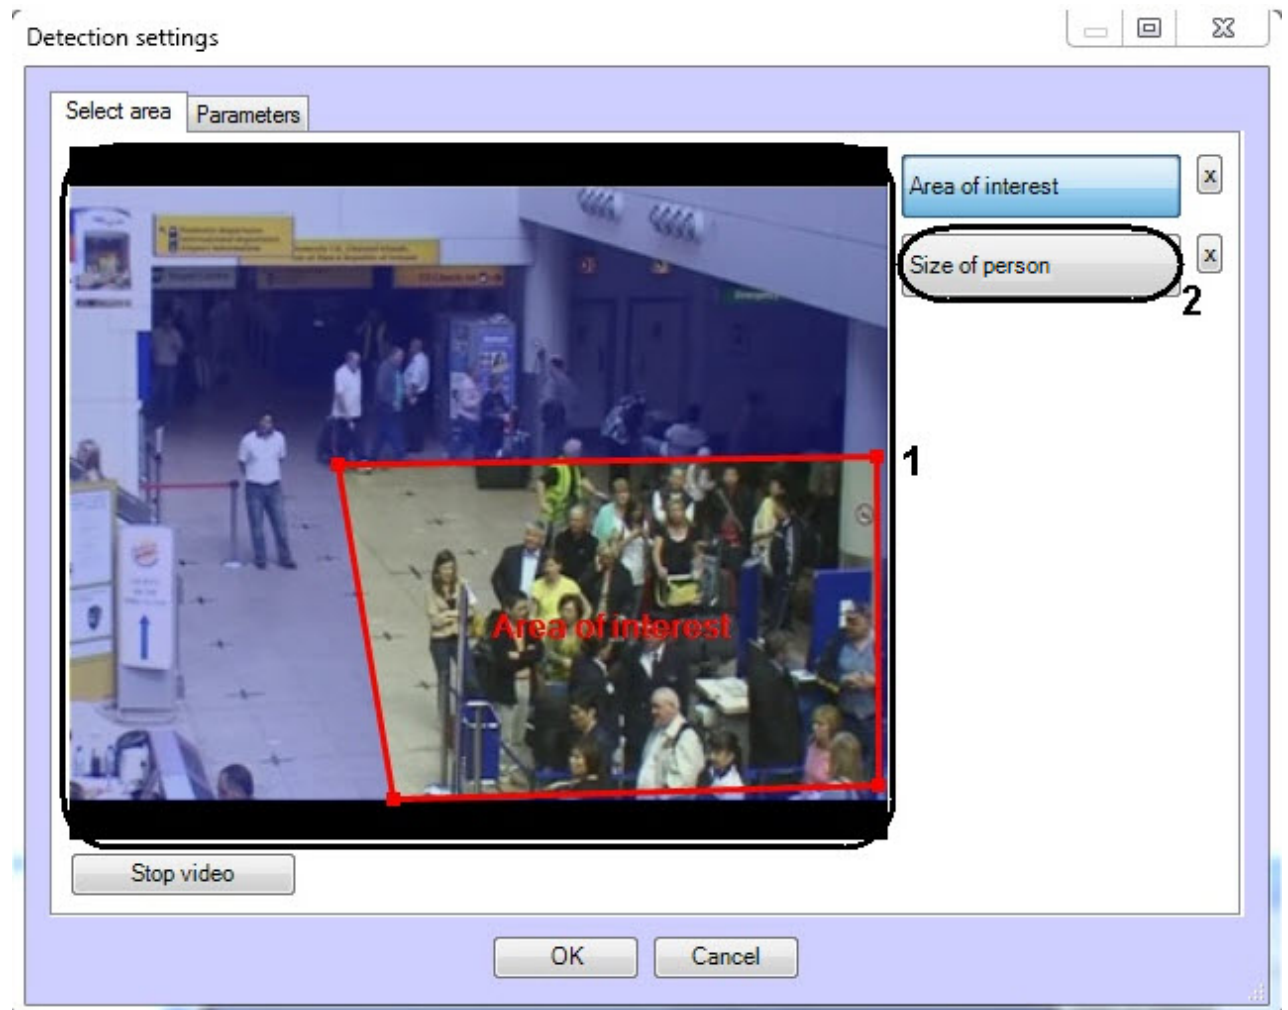 Detection settings
Select area
Parameters
Area of interest
x
Size of person
x
2
1
Area of interest
Stop video
OK
Cancel